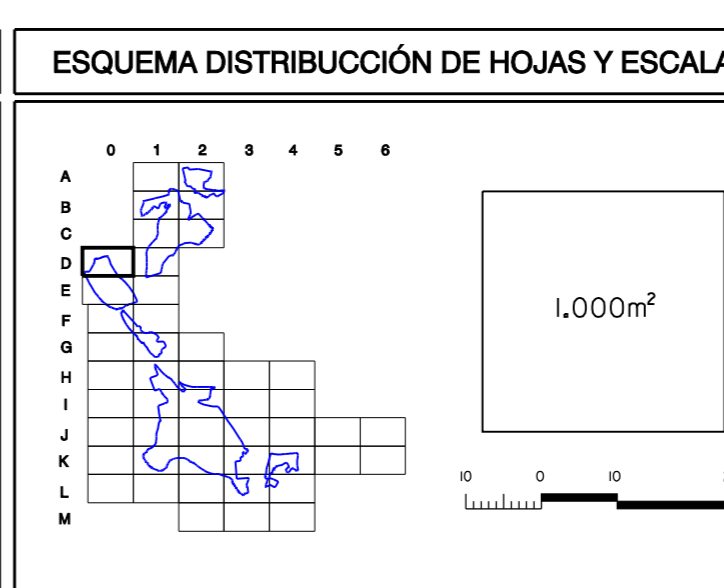 ESQUEMA DISTRIBUCCIÓN DE HOJAS Y ESCALA
0 1 2 3 4 5 6
A
B
C
D
E
F
G
H
I
J
K
L
M
1.000m²
10 0 10